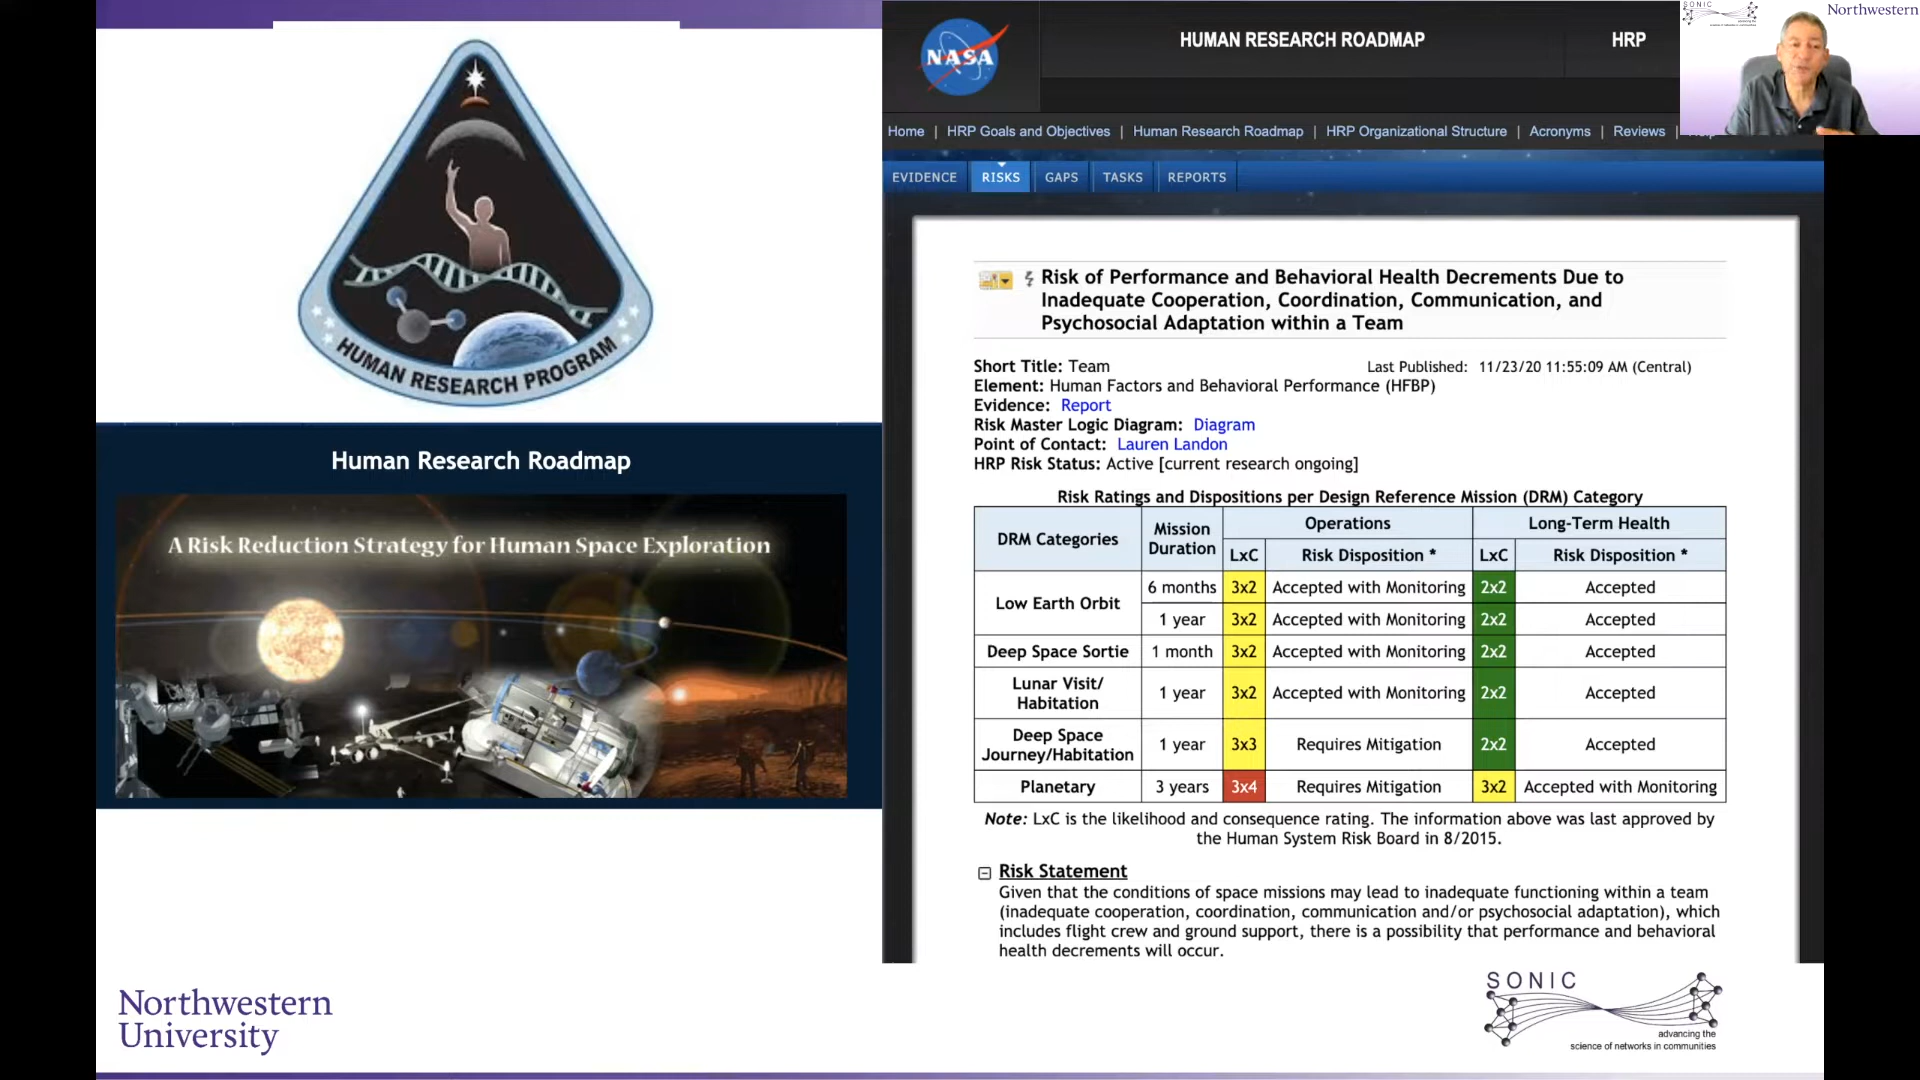 HUMAN RESEARCH PROGRAM
Human Research Roadmap
A Risk Reduction Strategy for Human Space Exploration
Northwestern
University
NASA
HUMAN RESEARCH ROADMAP
HRP
SONIC
Northwestern
Home | HRP Goals and Objectives | Human Research Roadmap | HRP Organizational Structure | Acronyms | Reviews |
EVIDENCE RISKS GAPS TASKS REPORTS
Risk of Performance and Behavioral Health Decrements Due to
Inadequate Cooperation, Coordination, Communication, and
Psychosocial Adaptation within a Team
Short Title: Team Last Published: 11/23/20 11:55:09 AM (Central)
Element: Human Factors and Behavioral Performance (HFBP)
Evidence: Report
Risk Master Logic Diagram: Diagram
Point of Contact: Lauren Landon
HRP Risk Status: Active [current research ongoing]
Risk Ratings and Dispositions per Design Reference Mission (DRM) Category
DRM Categories Mission Duration Operations Long-Term Health
LxC Risk Disposition * LxC Risk Disposition *
Low Earth Orbit 6 months 3x2 Accepted with Monitoring 2x2 Accepted
1 year 3x2 Accepted with Monitoring 2x2 Accepted
Deep Space Sortie 1 month 3x2 Accepted with Monitoring 2x2 Accepted
Lunar Visit/ Habitation 1 year 3x2 Accepted with Monitoring 2x2 Accepted
Deep Space Journey/Habitation 1 year 3x3 Requires Mitigation 2x2 Accepted
Planetary 3 years 3x4 Requires Mitigation 3x2 Accepted with Monitoring
Note: LxC is the likelihood and consequence rating. The information above was last approved by
the Human System Risk Board in 8/2015.
Risk Statement
Given that the conditions of space missions may lead to inadequate functioning within a team
(inadequate cooperation, coordination, communication and/or psychosocial adaptation), which
includes flight crew and ground support, there is a possibility that performance and behavioral
health decrements will occur.
SONIC
advancing the
science of networks in communities